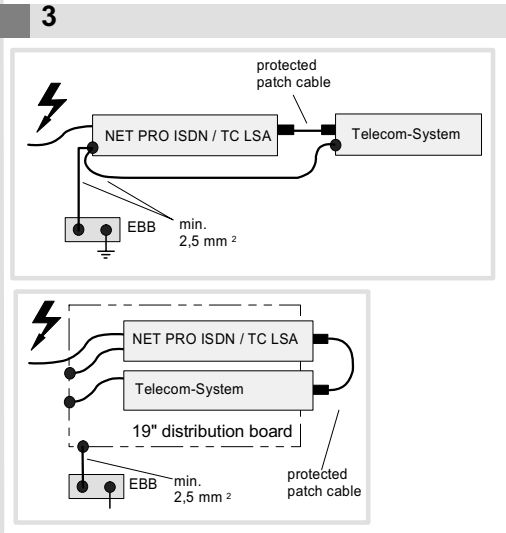 3
protected
patch cable
NET PRO ISDN / TC LSA
Telecom-System
EBB
min.
2,5 mm ²
NET PRO ISDN / TC LSA
Telecom-System
19" distribution board
EBB
min.
2,5 mm ²
protected
patch cable